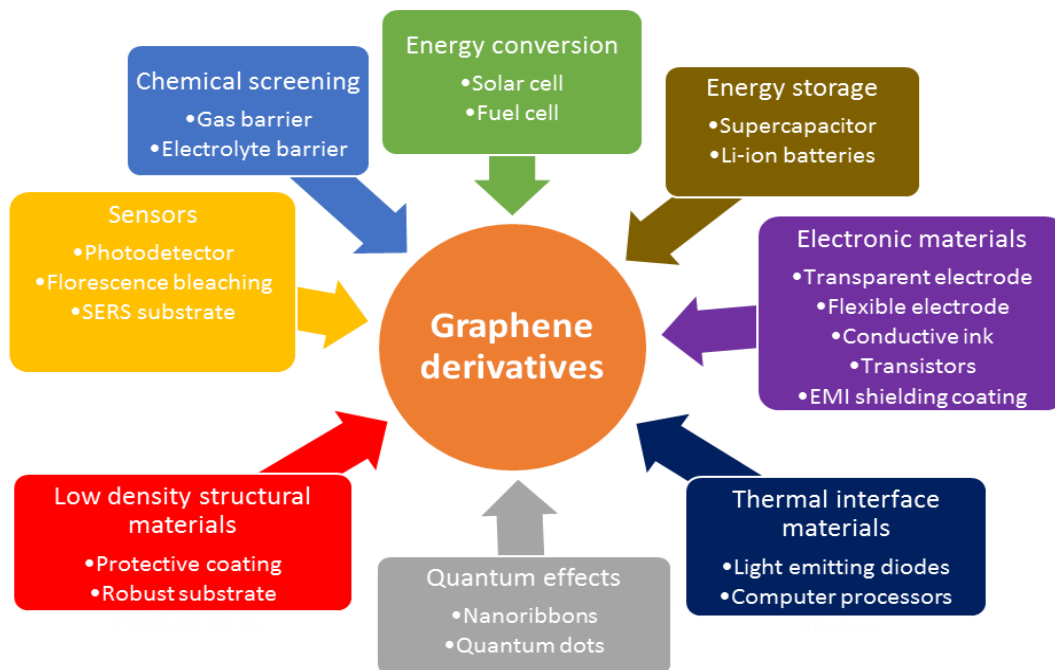 Energy conversion
•Solar cell
•Fuel cell
Chemical screening
•Gas barrier
•Electrolyte barrier
Energy storage
•Supercapacitor
•Li-ion batteries
Sensors
•Photodetector
•Florescence bleaching
•SERS substrate
Electronic materials
•Transparent electrode
•Flexible electrode
•Conductive ink
•Transistors
•EMI shielding coating
Graphene
derivatives
Low density structural
materials
•Protective coating
•Robust substrate
Quantum effects
•Nanoribbons
•Quantum dots
Thermal interface
materials
•Light emitting diodes
•Computer processors